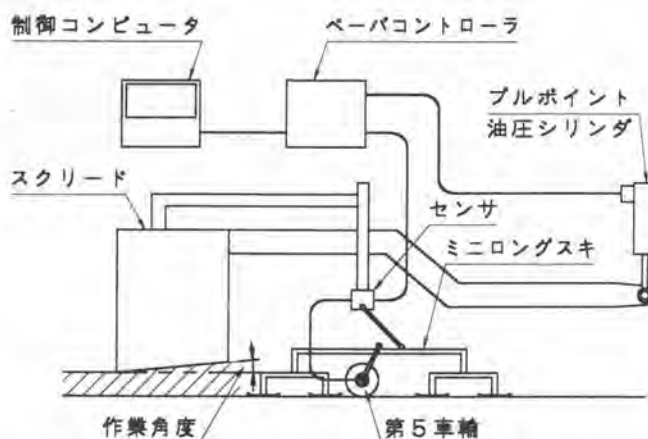 制御コンピュータ
ペーバコントローラ
プルポイント
油圧シリンダ
スクリード
センサ
ミニロングスキ
作業角度
第5車輪